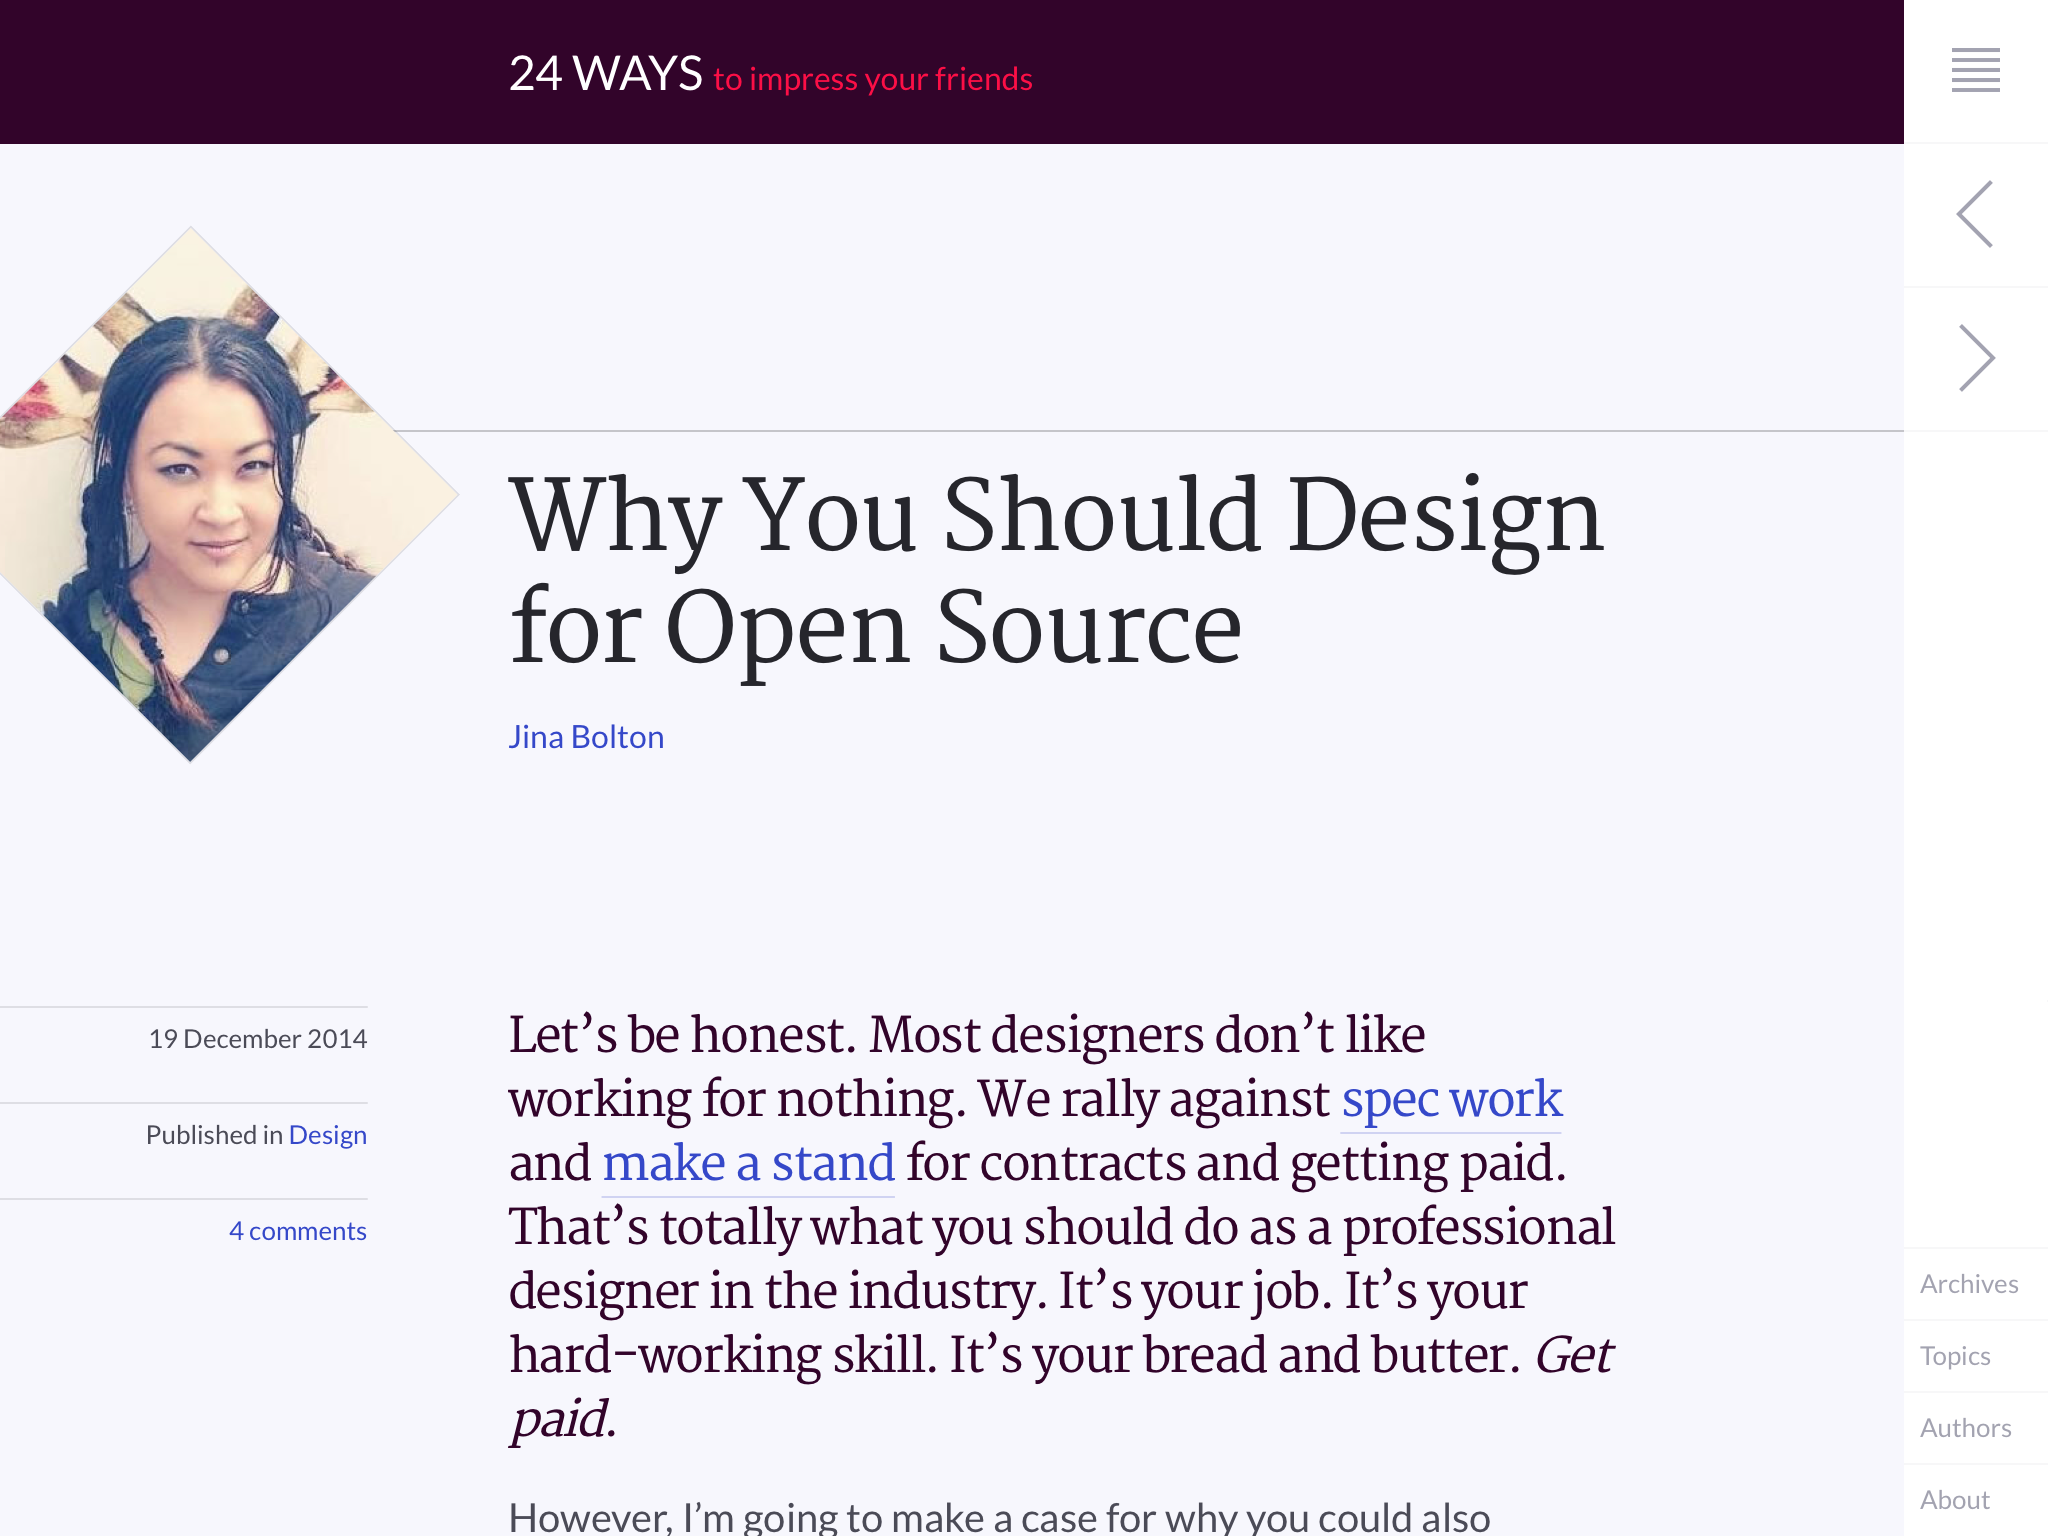 24 WAYS to impress your friends
Why You Should Design
for Open Source
Jina Bolton
19 December 2014
Published in Design
4 comments
Let’s be honest. Most designers don’t like
working for nothing. We rally against spec work
and make a stand for contracts and getting paid.
That’s totally what you should do as a professional
designer in the industry. It’s your job. It’s your
hard-working skill. It’s your bread and butter. Get
paid.
However, I’m going to make a case for why you could also
Archives
Topics
Authors
About